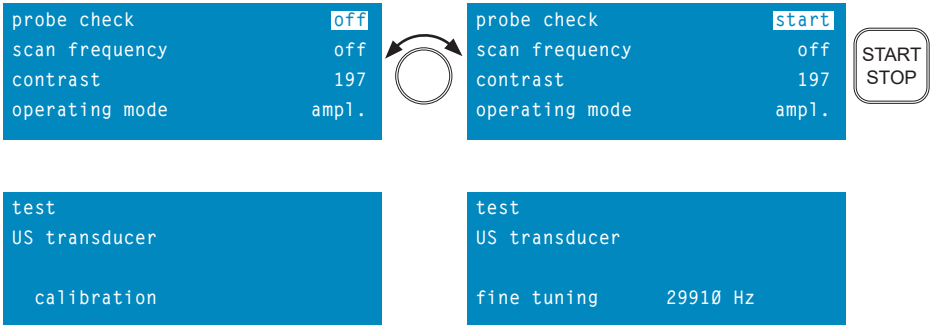 probe check off
scan frequency off
contrast 197
operating mode ampl.
probe check start
scan frequency off
contrast 197
operating mode ampl.
START
STOP
test
US transducer
calibration
test
US transducer
fine tuning 29910 Hz